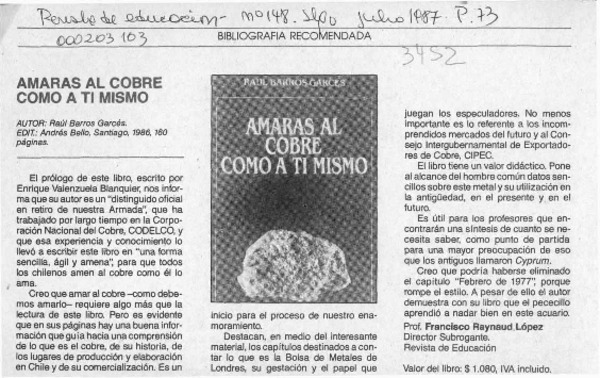 Revista de educación - nº 148. Stgo julio 1987. P. 73
000203103
BIBLIOGRAFIA RECOMENDADA
3452
AMARAS AL COBRE
COMO A TI MISMO
AUTOR: Raúl Barros Garcés.
EDIT.: Andrés Bello, Santiago, 1986, 160
páginas.
El prólogo de este libro, escrito por
Enrique Valenzuela Blanquier, nos infor-
ma que su autor es un "distinguido oficial
en retiro de nuestra Armada", que ha
trabajado por largo tiempo en la Corpo-
ración Nacional del Cobre, CODELCO, y
que esa experiencia y conocimiento lo
llevó a escribir este libro en "una forma
sencilla, ágil y amena", para que todos
los chilenos amen al cobre como él lo
ama.
Creo que amar al cobre –como debe-
mos amarlo– requiere algo más que la
lectura de este libro. Pero es evidente
que en sus páginas hay una buena infor-
mación que guía hacia una comprensión
de lo que es el cobre, de su historia, de
los lugares de producción y elaboración
en Chile y de su comercialización. Es un
RAUL BARROS GARCES
AMARAS AL
COBRE
COMO A TI MISMO
inicio para el proceso de nuestro ena-
moramiento.
Destacan, en medio del interesante
material, los capítulos destinados a con-
tar lo que es la Bolsa de Metales de
Londres, su gestación y el papel que
juegan los especuladores. No menos
importante es lo referente a los incom-
prendidos mercados del futuro y al Con-
sejo Intergubernamental de Exportado-
res de Cobre, CIPEC.
El libro tiene un valor didáctico. Pone
al alcance del hombre común datos sen-
cillos sobre este metal y su utilización en
la antigüedad, en el presente y en el
futuro.
Es útil para los profesores que en-
contrarán una síntesis de cuanto se ne-
cesita saber, como punto de partida
para una mayor preocupación de eso
que los antiguos llamaron Cyprum.
Creo que podría haberse eliminado
el capítulo "Febrero de 1977", porque
rompe el estilo. A pesar de ello el autor
demuestra con su libro que el pececillo
aprendió a nadar bien en este acuario.
Prof. Francisco Raynaud López
Director Subrogante.
Revista de Educación
Valor del libro: $ 1.080, IVA incluido.